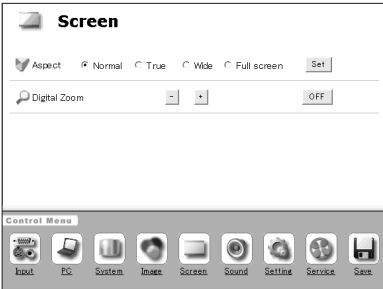 Screen
Aspect Normal True Wide Full screen Set
Digital Zoom - + OFF
Control Menu
Input PC System Image Screen Sound Setting Service Save